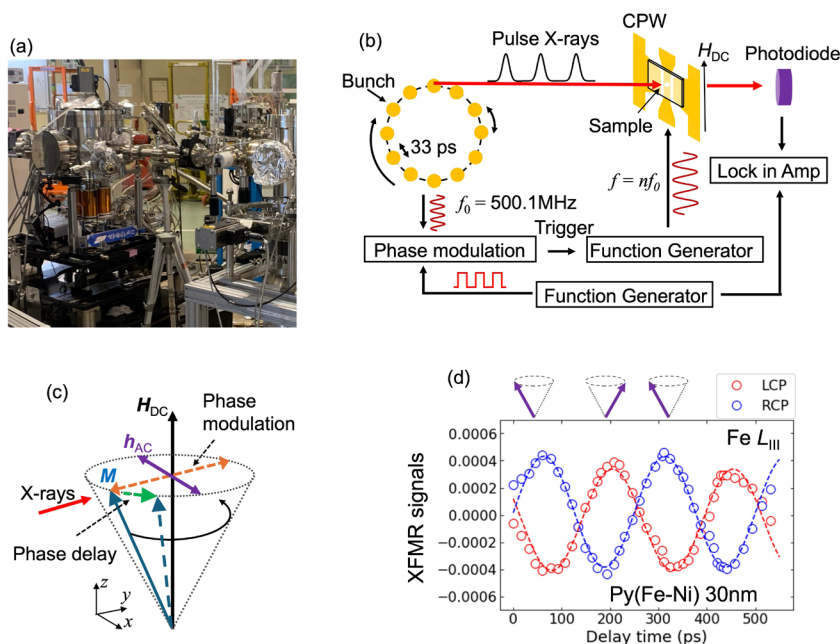 (a)
(b)
Pulse X-rays
CPW
H_DC
Photodiode
Bunch
33 ps
Sample
f = nf₀
Lock in Amp
f₀ = 500.1MHz
Trigger
Phase modulation
Function Generator
Function Generator
(c)
H_DC
Phase
modulation
h_AC
M
X-rays
Phase delay
z
y
x
(d)
LCP
RCP
Fe L_III
XFMR signals
0.0006
0.0004
0.0002
0.0000
−0.0002
−0.0004
−0.0006
Py(Fe-Ni) 30nm
0 100 200 300 400 500
Delay time (ps)